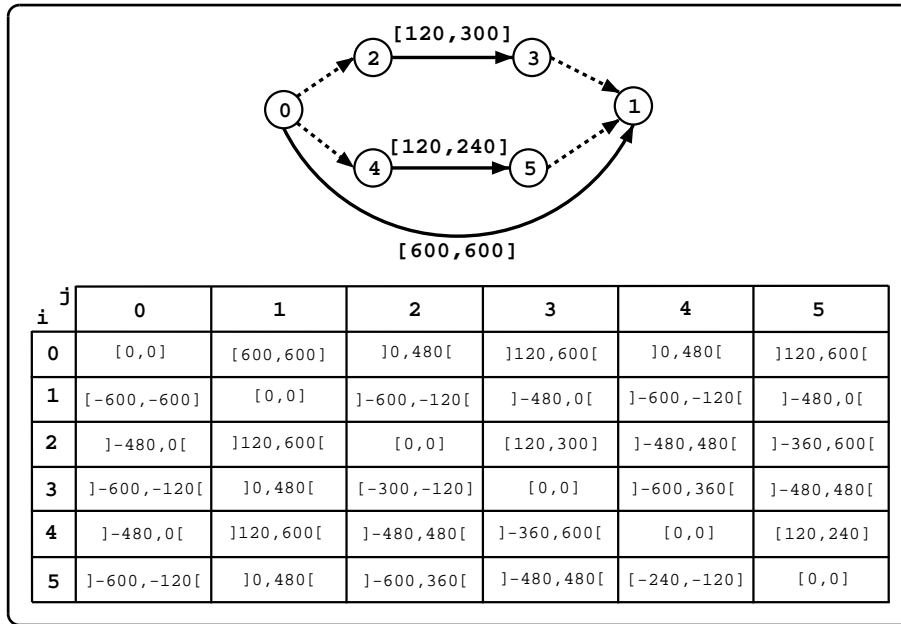 [120,300]
2 3
0 1
[120,240]
4 5
[600,600]
j
i 0 1 2 3 4 5
0 [0,0] [600,600] ]0,480[ ]120,600[ ]0,480[ ]120,600[
1 [-600,-600] [0,0] ]-600,-120[ ]-480,0[ ]-600,-120[ ]-480,0[
2 ]-480,0[ ]120,600[ [0,0] [120,300] ]-480,480[ ]-360,600[
3 ]-600,-120[ ]0,480[ [-300,-120] [0,0] ]-600,360[ ]-480,480[
4 ]-480,0[ ]120,600[ ]-480,480[ ]-360,600[ [0,0] [120,240]
5 ]-600,-120[ ]0,480[ ]-600,360[ ]-480,480[ [-240,-120] [0,0]